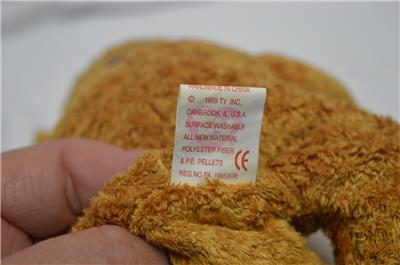 HANDMADE IN CHINA
© 1999 TY INC.,
OAKBROOK, IL, U.S.A.
SURFACE WASHABLE
ALL NEW MATERIAL
POLYESTER FIBER
& P.E. PELLETS CE
REG.NO PA. 1965(KR)